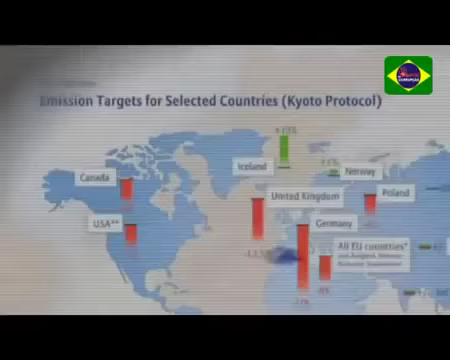 Emission Targets for Selected Countries (Kyoto Protocol)
Iceland
Norway
Canada
Poland
United Kingdom
USA**
Germany
All EU countries*